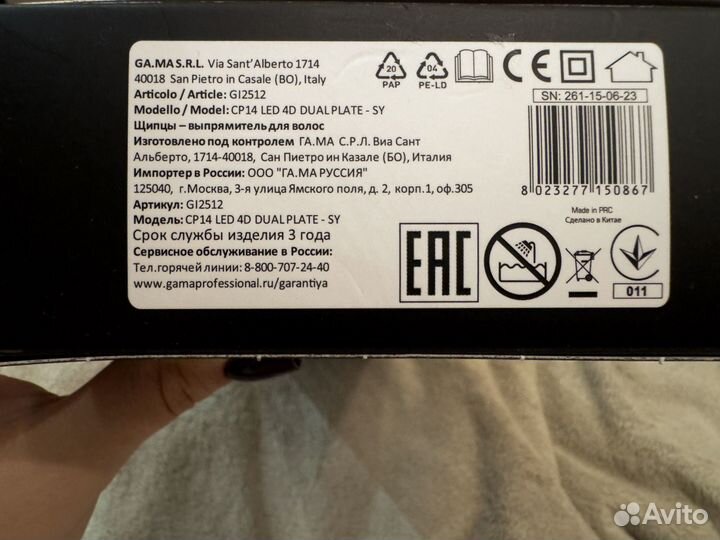 GA.MA S.R.L. Via Sant'Alberto 1714
40018 San Pietro in Casale (BO), Italy
Articolo / Article: GI2512
Modello / Model: CP14 LED 4D DUAL PLATE - SY
Щипцы – выпрямитель для волос
Изготовлено под контролем ГА.МА С.Р.Л. Виа Сант
Альберто, 1714-40018, Сан Пиетро ин Казале (БО), Италия
Импортер в России: ООО "ГА.МА РУССИЯ"
125040, г.Москва, 3-я улица Ямского поля, д. 2, корп.1, оф.305
Артикул: GI2512
Модель: CP14 LED 4D DUAL PLATE - SY
Срок службы изделия 3 года
Сервисное обслуживание в России:
Тел.горячей линии: 8-800-707-24-40
www.gamaprofessional.ru/garantiya
20
PAP
04
PE-LD
CE
SN: 261-15-06-23
8 023277 150867
Made in PRC
Сделано в Китае
EAC
011
Avito